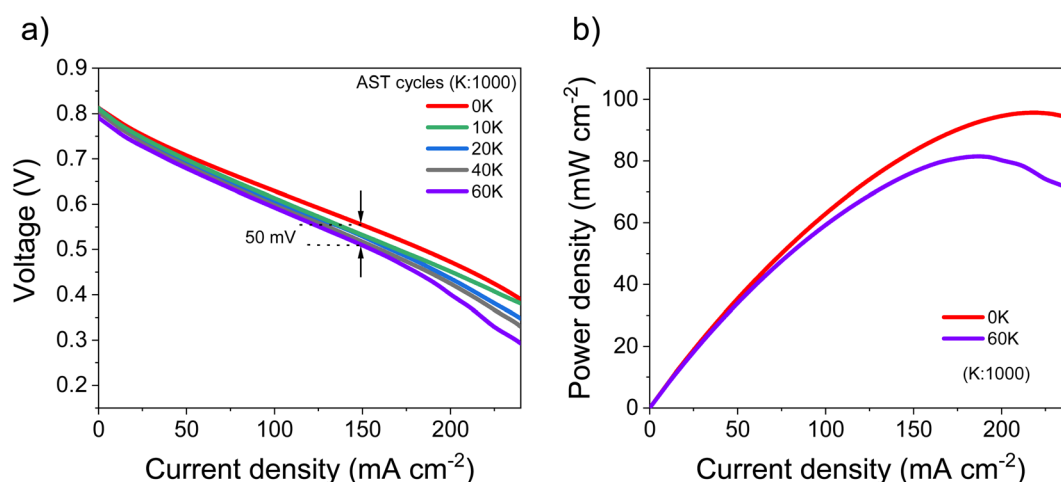 a)
0.9
0.8
0.7
0.6
0.5
0.4
0.3
0.2
Voltage (V)
AST cycles (K:1000)
0K
10K
20K
40K
60K
50 mV
0
50
100
150
200
Current density (mA cm⁻²)
b)
100
80
60
40
20
0
Power density (mW cm⁻²)
0K
60K
(K:1000)
0
50
100
150
200
Current density (mA cm⁻²)